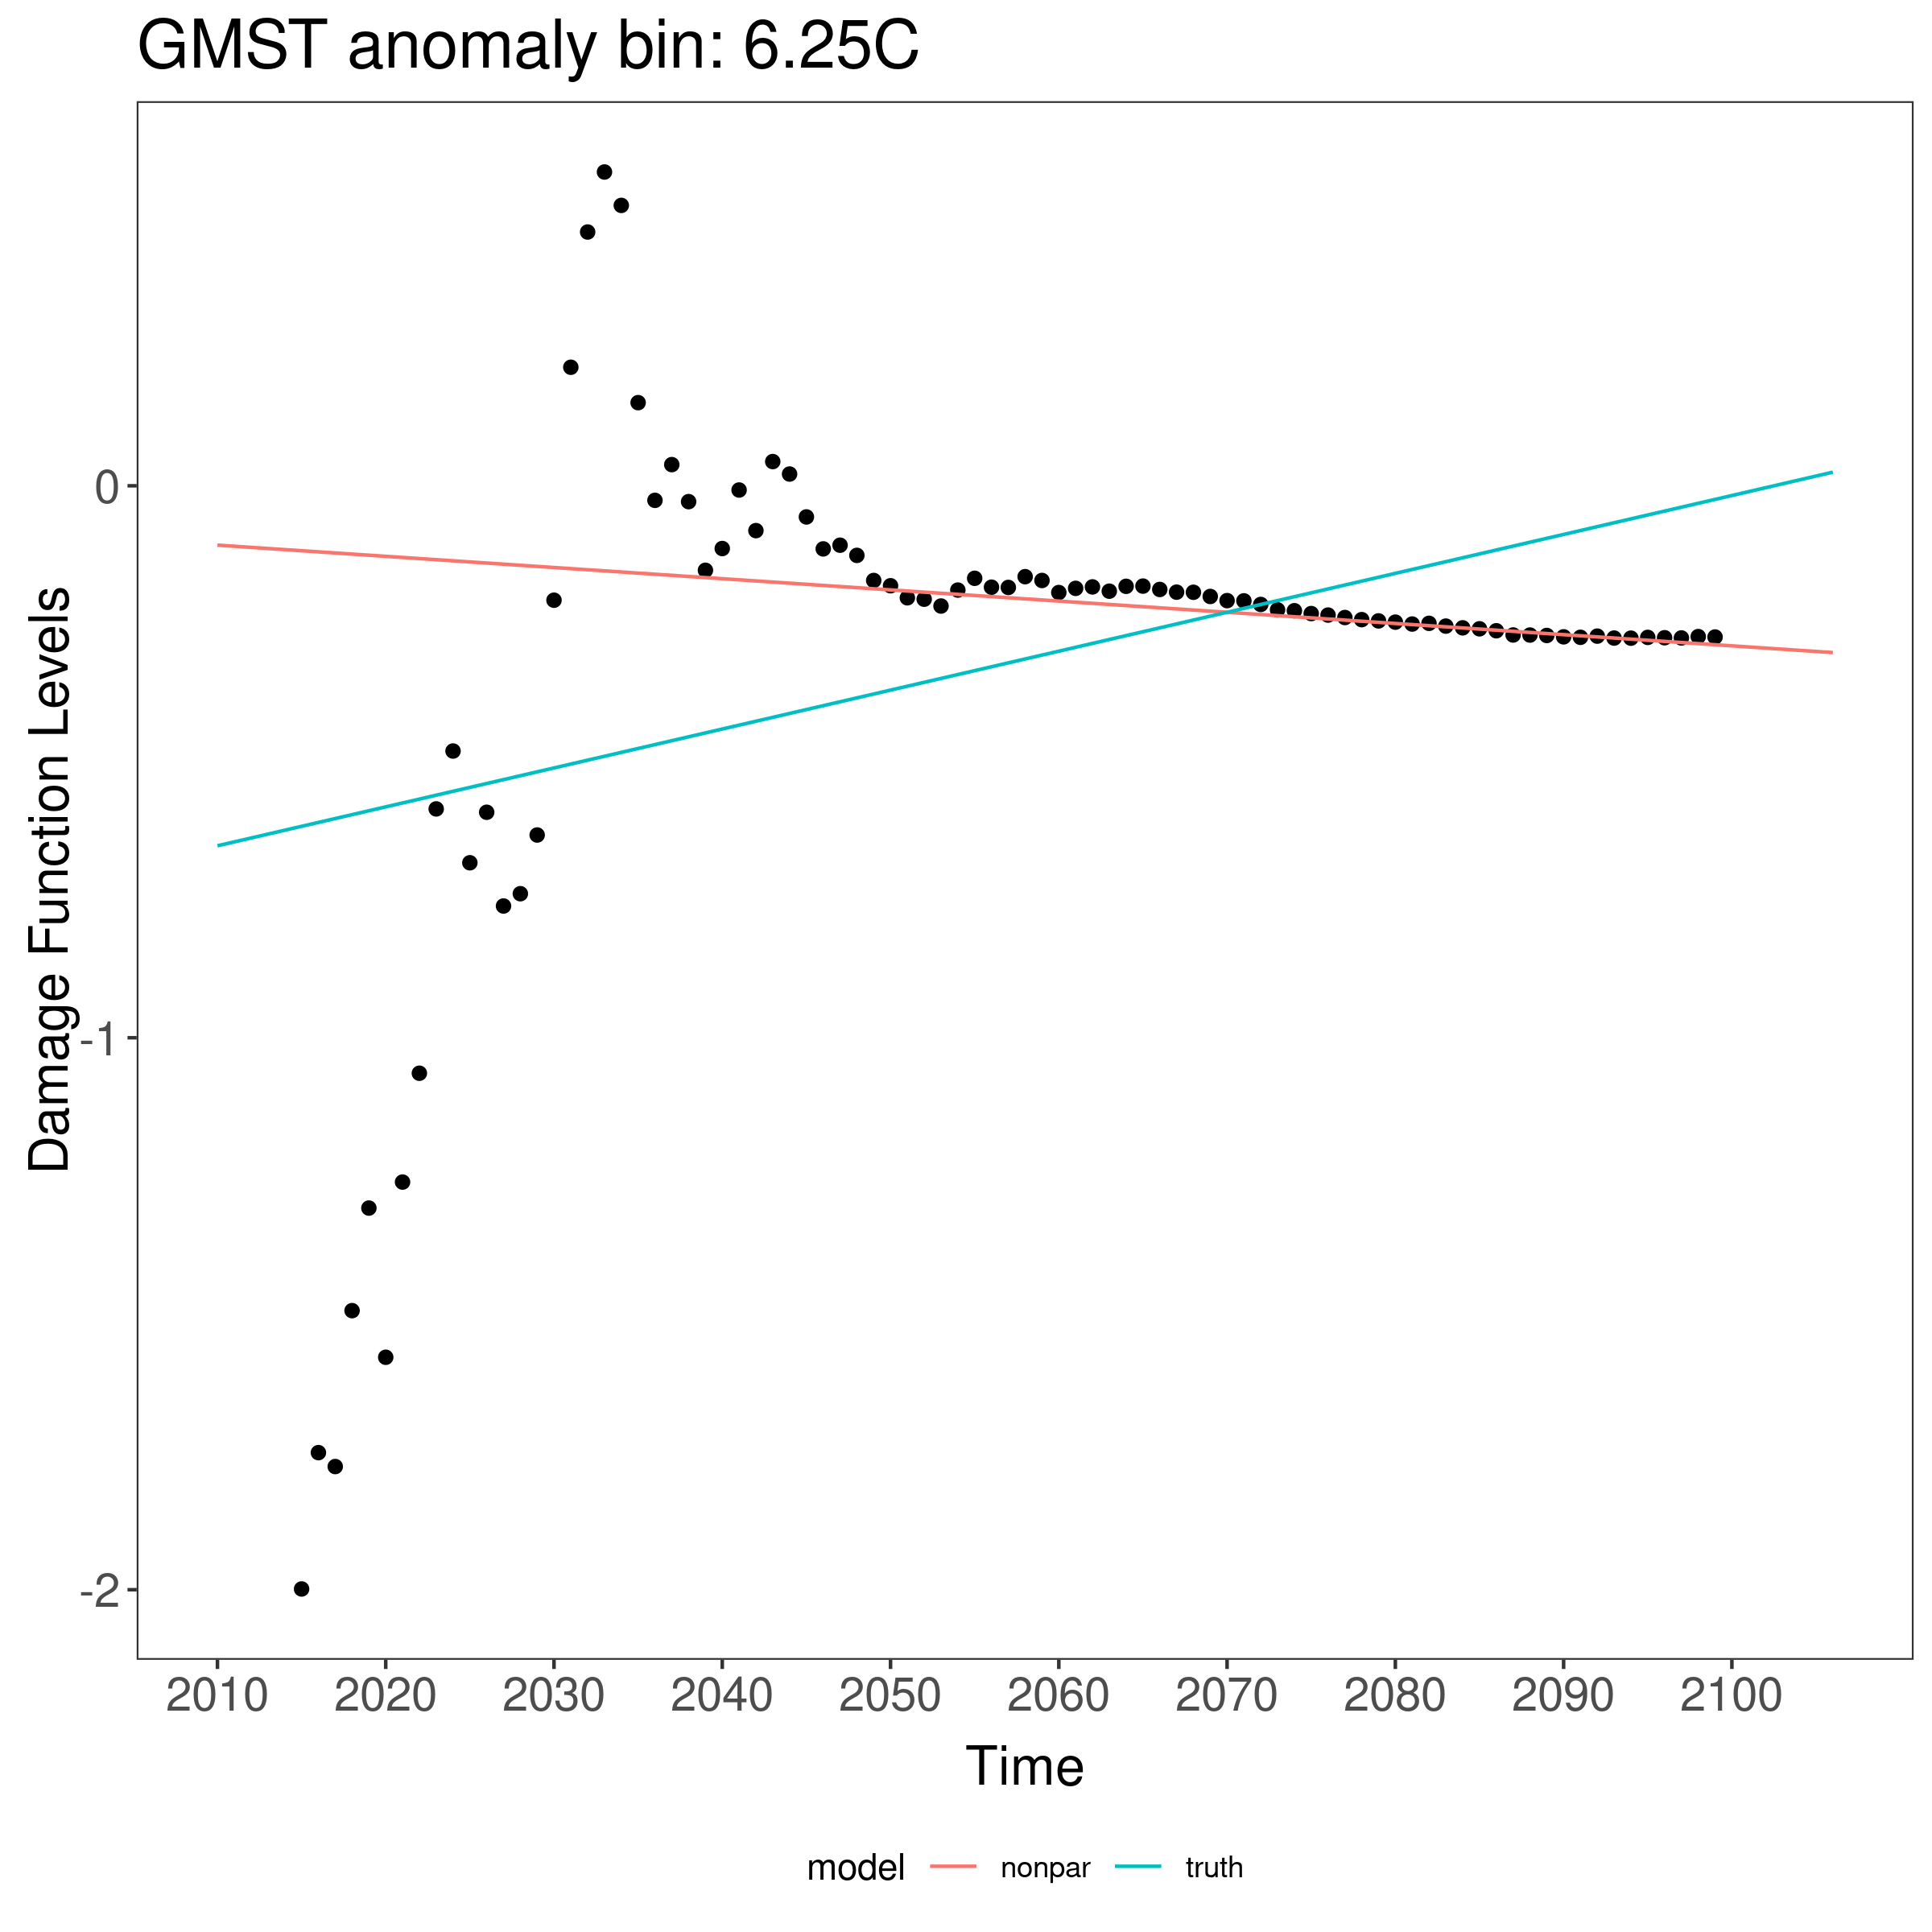 GMST anomaly bin: 6.25C
Damage Function Levels
0
-1
-2
2010 2020 2030 2040 2050 2060 2070 2080 2090 2100
Time
model nonpar truth